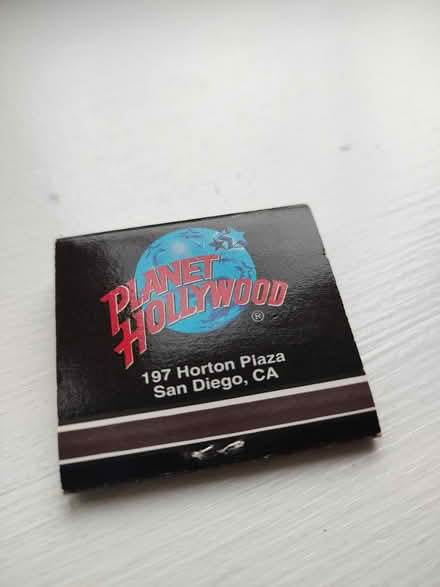 PLANET
HOLLYWOOD
®
197 Horton Plaza
San Diego, CA